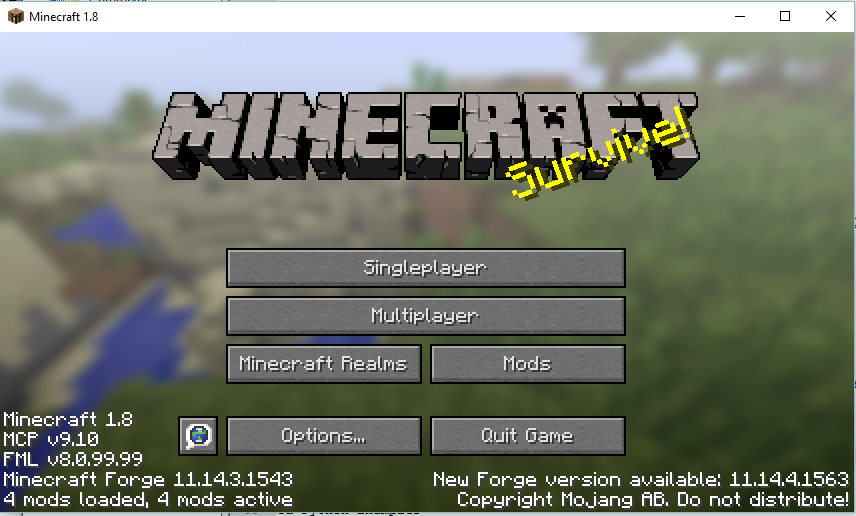 Minecraft 1.8
MINECRAFT
Survive!
Singleplayer
Multiplayer
Minecraft Realms
Mods
Options...
Quit Game
Minecraft 1.8
MCP v9.10
FML v8.0.99.99
Minecraft Forge 11.14.3.1543
4 mods loaded, 4 mods active
New Forge version available: 11.14.4.1563
Copyright Mojang AB. Do not distribute!